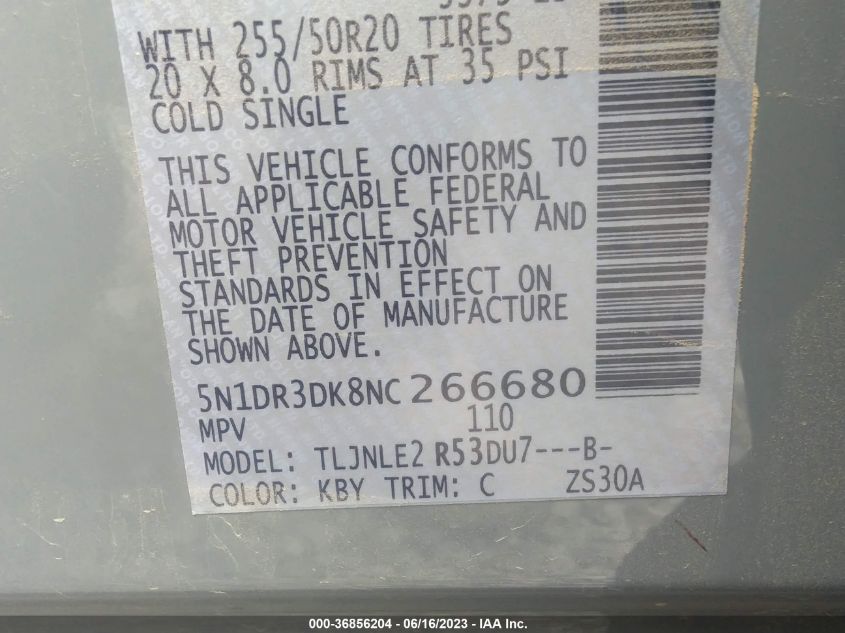 WITH 255/50R20 TIRES
20 X 8.0 RIMS AT 35 PSI
COLD SINGLE
THIS VEHICLE CONFORMS TO
ALL APPLICABLE FEDERAL
MOTOR VEHICLE SAFETY AND
THEFT PREVENTION
STANDARDS IN EFFECT ON
THE DATE OF MANUFACTURE
SHOWN ABOVE.
5N1DR3DK8NC 266680
MPV 110
MODEL: TLJNLE2 R53DU7---B-
COLOR: KBY TRIM: C ZS30A
000-36856204 - 06/16/2023 - IAA Inc.